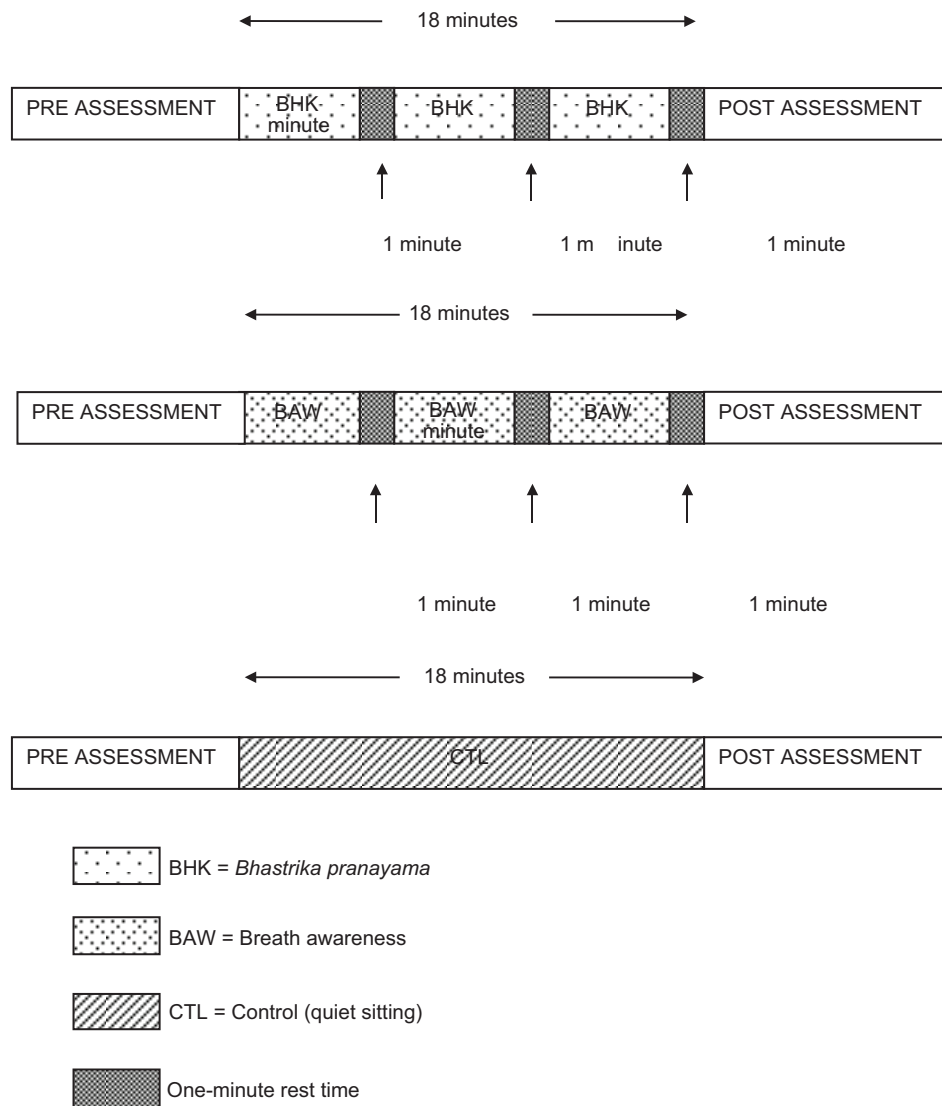 18 minutes
PRE ASSESSMENT BHK minute BHK BHK POST ASSESSMENT
1 minute 1 m inute 1 minute
18 minutes
PRE ASSESSMENT BAW BAW minute BAW POST ASSESSMENT
1 minute 1 minute 1 minute
18 minutes
PRE ASSESSMENT CTL POST ASSESSMENT
BHK = Bhastrika pranayama
BAW = Breath awareness
CTL = Control (quiet sitting)
One-minute rest time